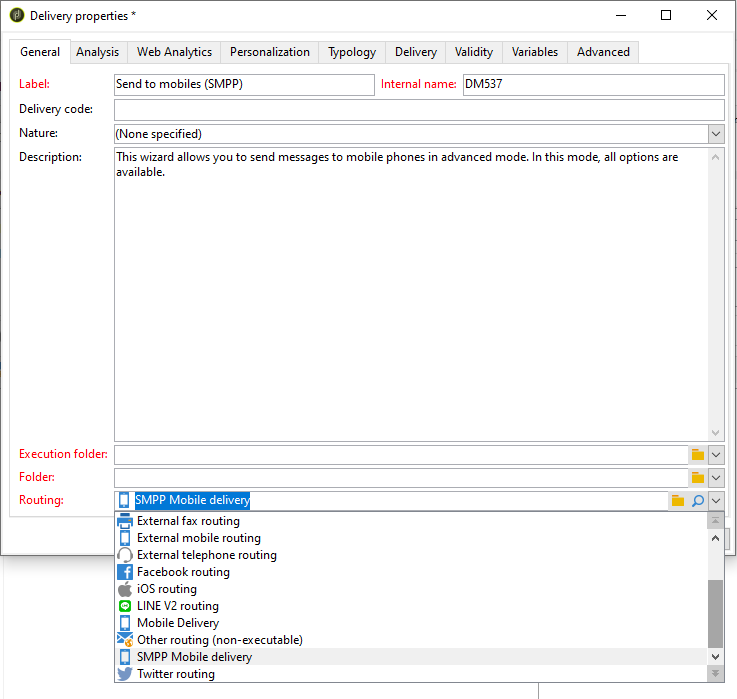 Delivery properties *
General Analysis Web Analytics Personalization Typology Delivery Validity Variables Advanced
Label: Send to mobiles (SMPP) Internal name: DM537
Delivery code:
Nature: (None specified)
Description: This wizard allows you to send messages to mobile phones in advanced mode. In this mode, all options are
available.
Execution folder:
Folder:
Routing: SMPP Mobile delivery
External fax routing
External mobile routing
External telephone routing
Facebook routing
iOS routing
LINE V2 routing
Mobile Delivery
Other routing (non-executable)
SMPP Mobile delivery
Twitter routing